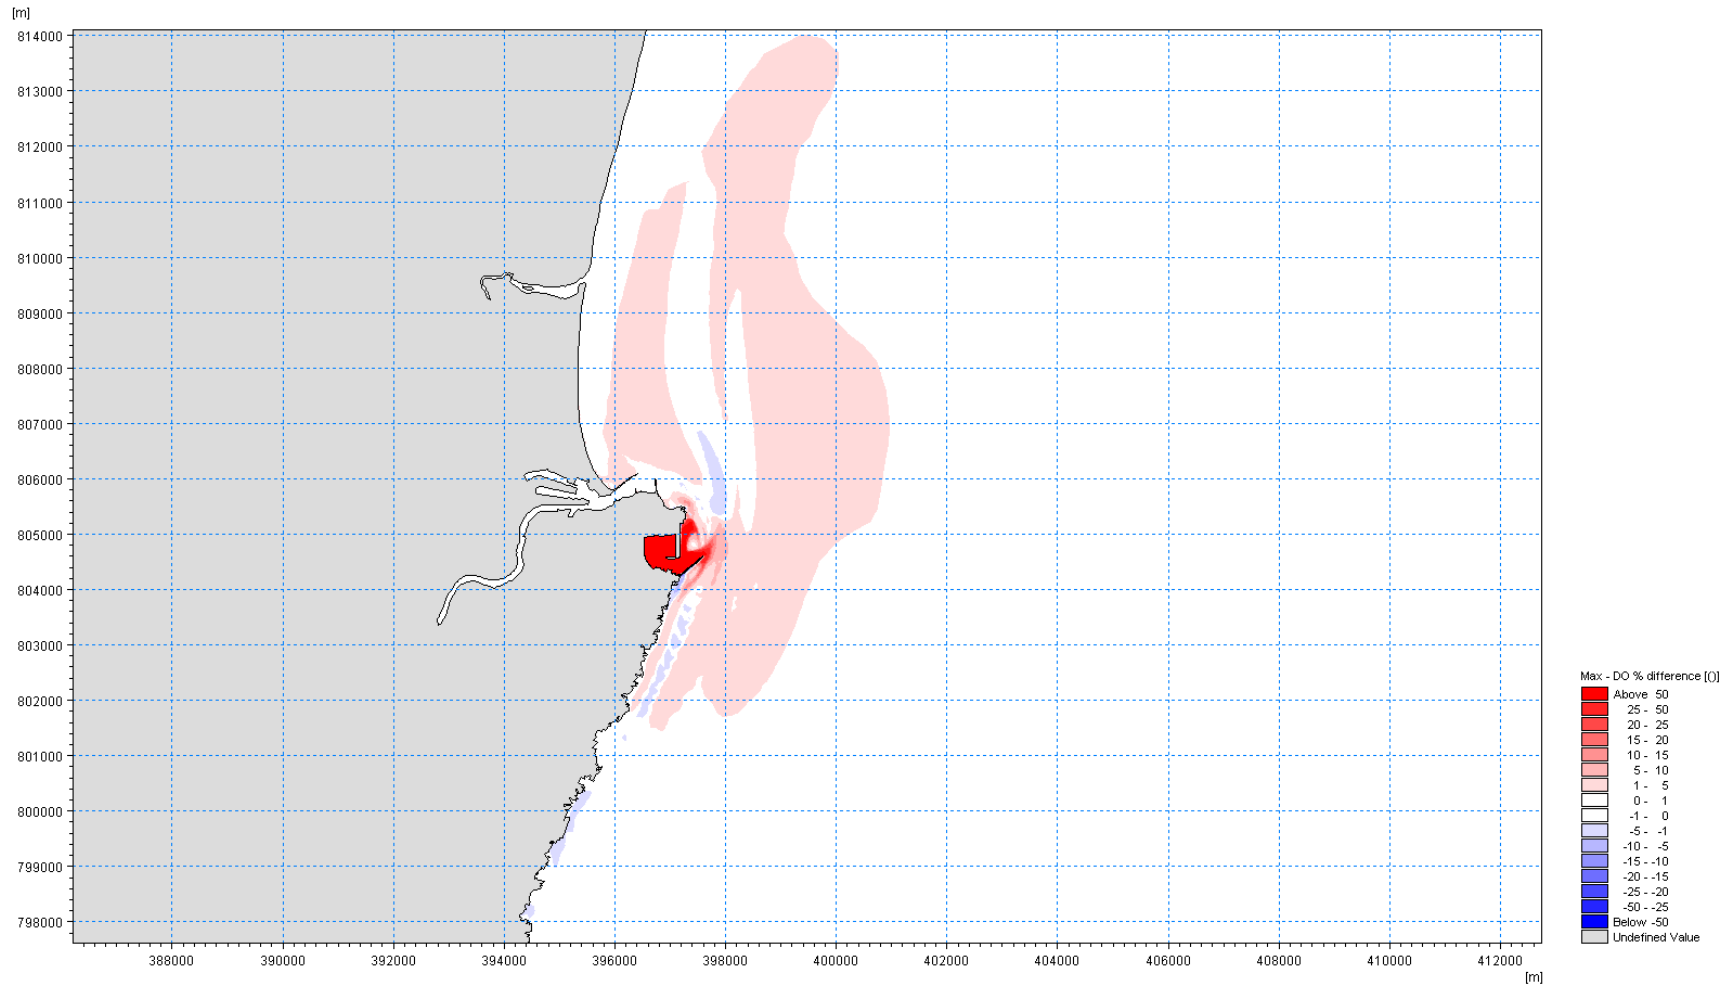 [m]
814000
813000
812000
811000
810000
809000
808000
807000
806000
805000
804000
803000
802000
801000
800000
799000
798000
388000 390000 392000 394000 396000 398000 400000 402000 404000 406000 408000 410000 412000
[m]
Max - DO % difference [()]
Above 50
25 - 50
20 - 25
15 - 20
10 - 15
5 - 10
1 - 5
0 - 1
-1 - 0
-5 - -1
-10 - -5
-15 - -10
-20 - -15
-25 - -20
-50 - -25
Below -50
Undefined Value